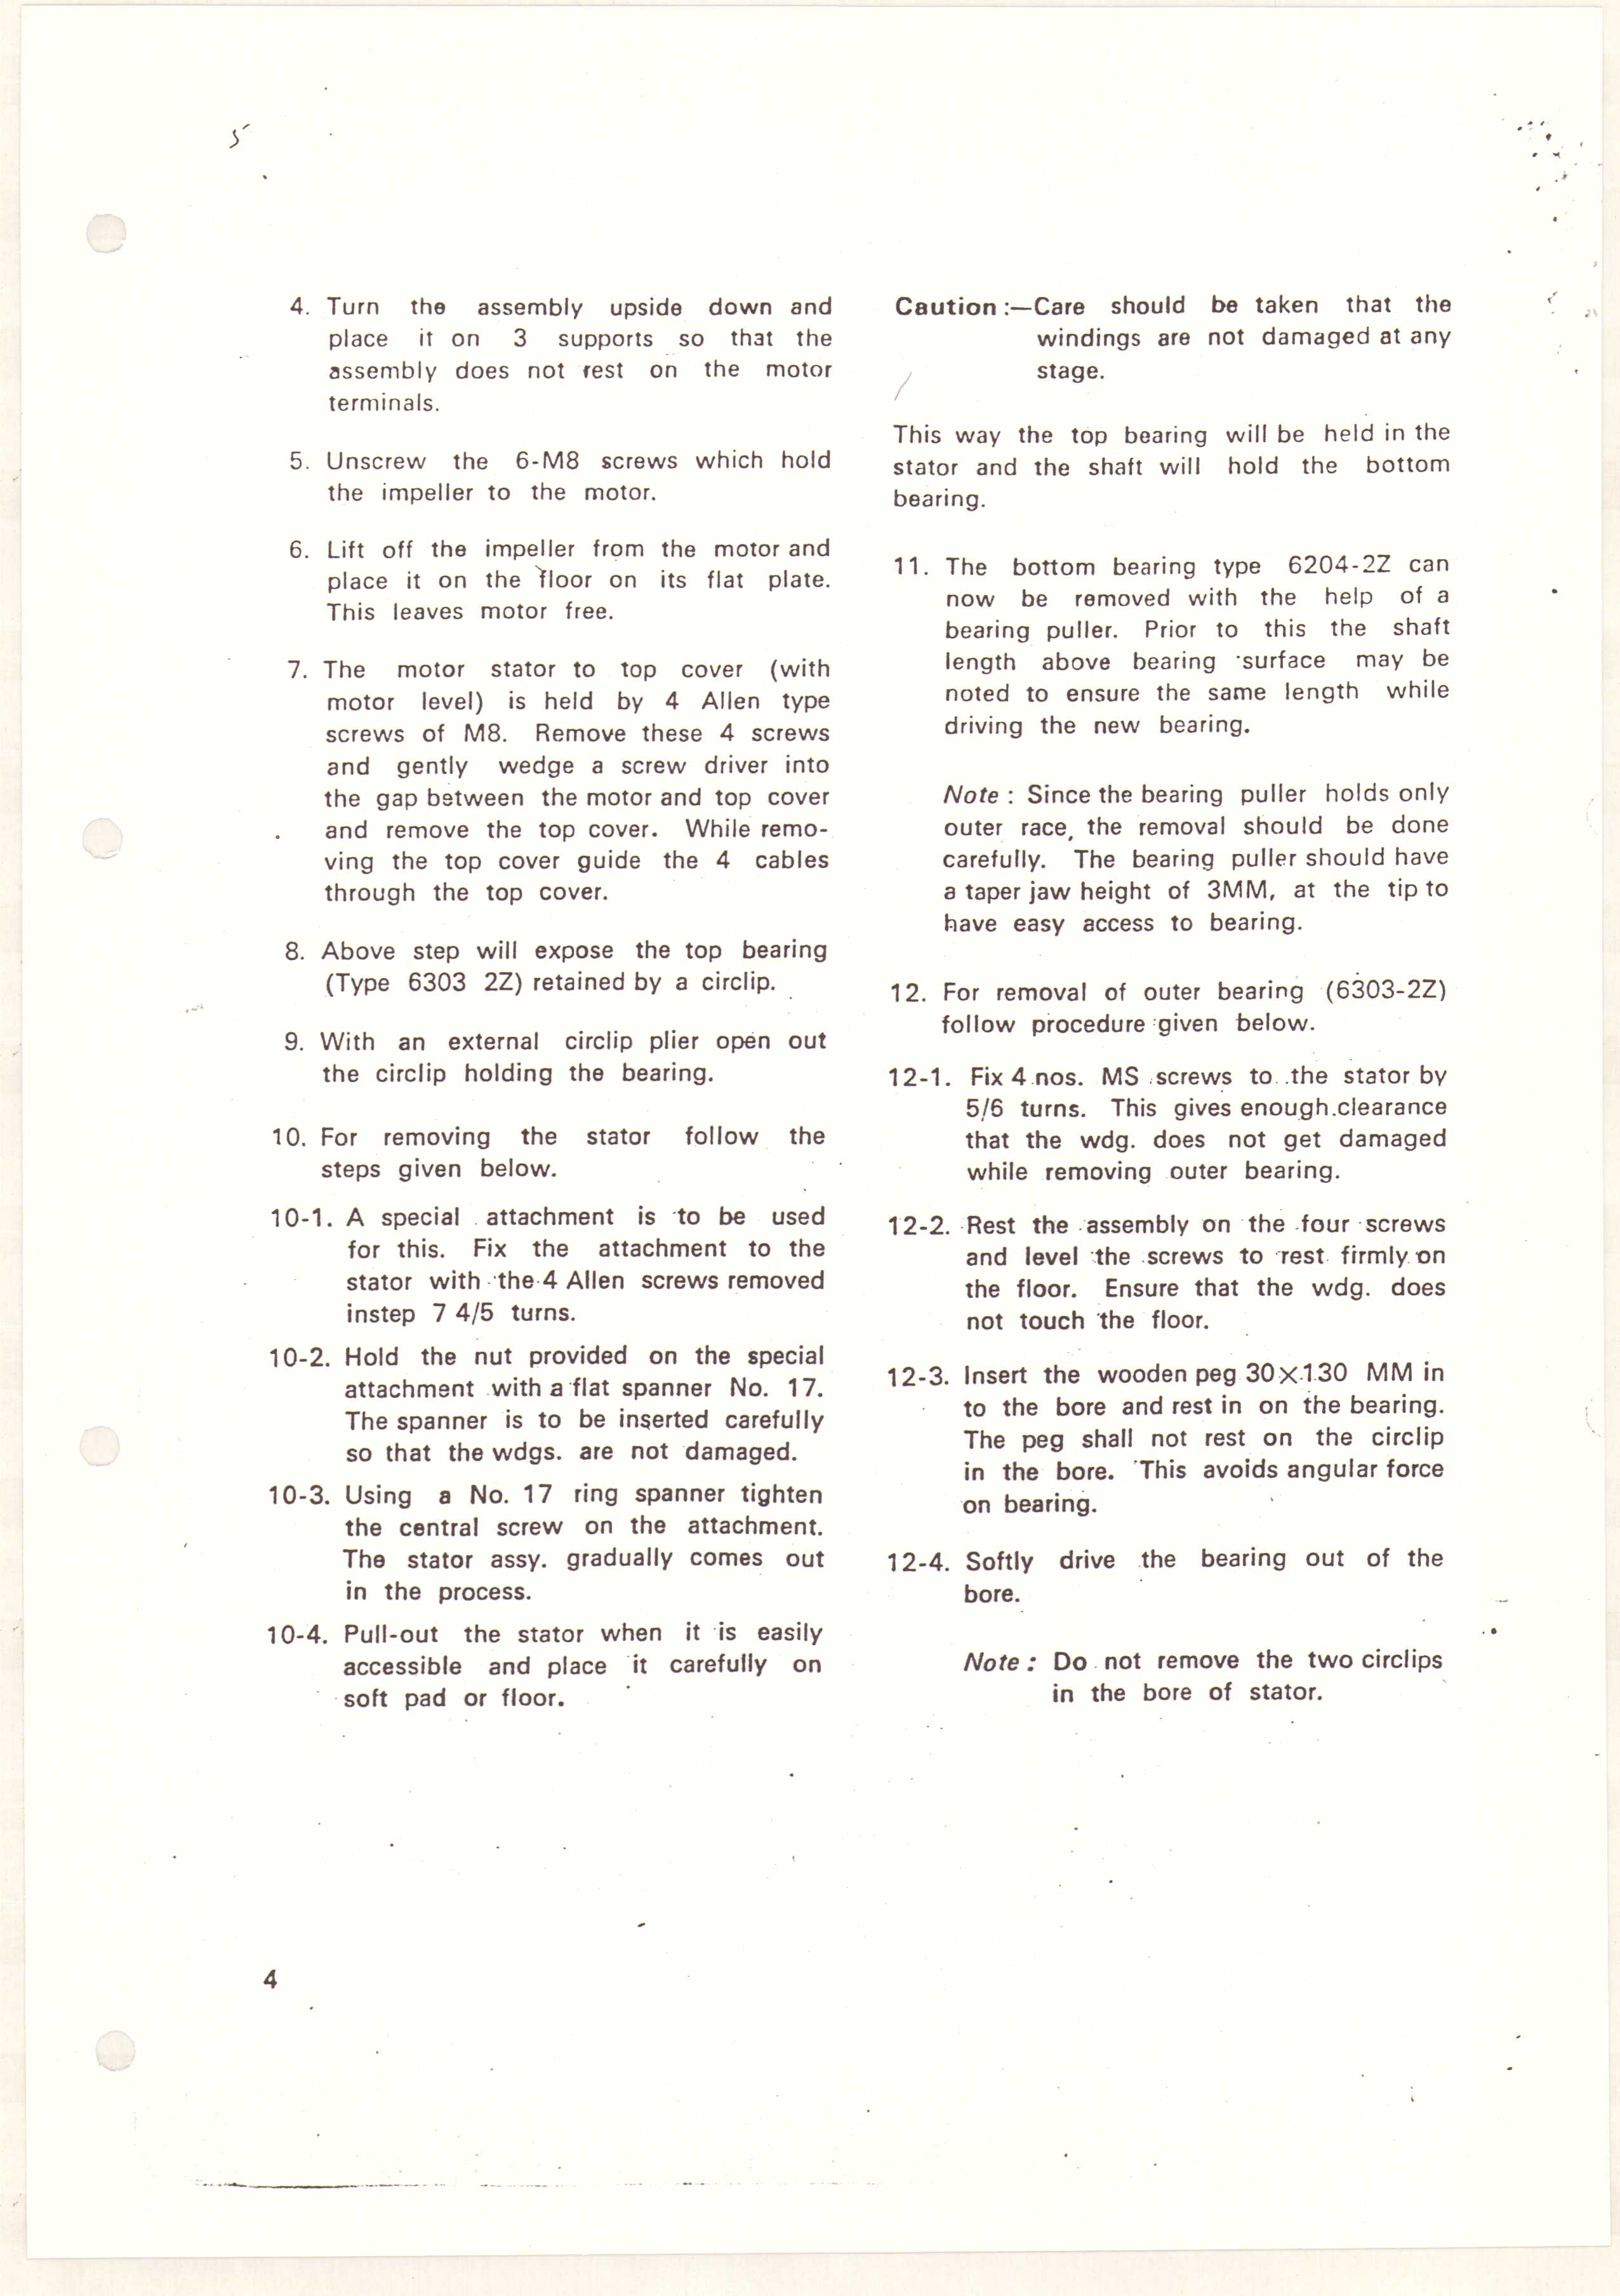 5
4. Turn the assembly upside down and
place it on 3 supports so that the
assembly does not rest on the motor
terminals.
5. Unscrew the 6-M8 screws which hold
the impeller to the motor.
6. Lift off the impeller from the motor and
place it on the floor on its flat plate.
This leaves motor free.
7. The motor stator to top cover (with
motor level) is held by 4 Allen type
screws of M8. Remove these 4 screws
and gently wedge a screw driver into
the gap between the motor and top cover
and remove the top cover. While remo-
ving the top cover guide the 4 cables
through the top cover.
8. Above step will expose the top bearing
(Type 6303 2Z) retained by a circlip.
9. With an external circlip plier open out
the circlip holding the bearing.
10. For removing the stator follow the
steps given below.
10-1. A special attachment is to be used
for this. Fix the attachment to the
stator with the 4 Allen screws removed
instep 7 4/5 turns.
10-2. Hold the nut provided on the special
attachment with a flat spanner No. 17.
The spanner is to be inserted carefully
so that the wdgs. are not damaged.
10-3. Using a No. 17 ring spanner tighten
the central screw on the attachment.
The stator assy. gradually comes out
in the process.
10-4. Pull-out the stator when it is easily
accessible and place it carefully on
soft pad or floor.
Caution :—Care should be taken that the
windings are not damaged at any
stage.
This way the top bearing will be held in the
stator and the shaft will hold the bottom
bearing.
11. The bottom bearing type 6204-2Z can
now be removed with the help of a
bearing puller. Prior to this the shaft
length above bearing surface may be
noted to ensure the same length while
driving the new bearing.
Note : Since the bearing puller holds only
outer race, the removal should be done
carefully. The bearing puller should have
a taper jaw height of 3MM, at the tip to
have easy access to bearing.
12. For removal of outer bearing (6303-2Z)
follow procedure given below.
12-1. Fix 4 nos. MS screws to the stator by
5/6 turns. This gives enough clearance
that the wdg. does not get damaged
while removing outer bearing.
12-2. Rest the assembly on the four screws
and level the screws to rest firmly on
the floor. Ensure that the wdg. does
not touch the floor.
12-3. Insert the wooden peg 30×130 MM in
to the bore and rest in on the bearing.
The peg shall not rest on the circlip
in the bore. This avoids angular force
on bearing.
12-4. Softly drive the bearing out of the
bore.
Note : Do not remove the two circlips
in the bore of stator.
4